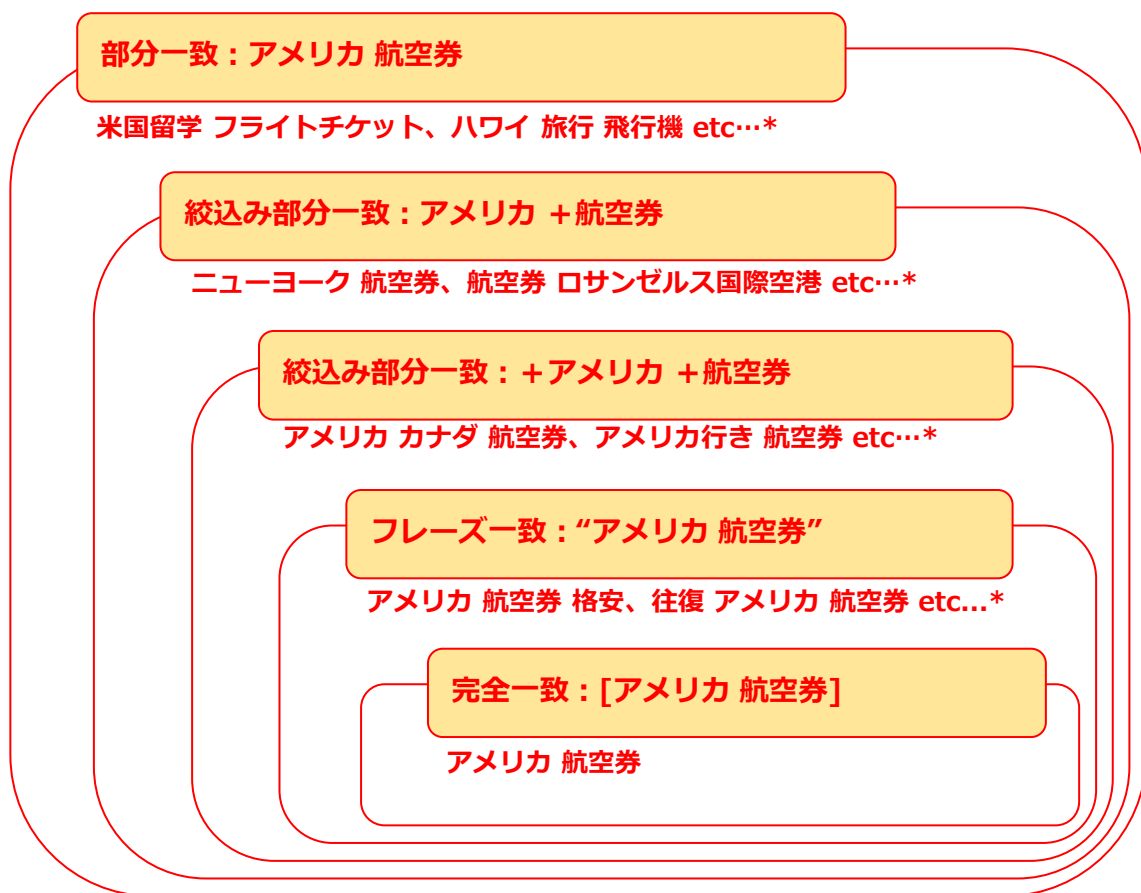 部分一致：アメリカ 航空券
米国留学 フライトチケット、ハワイ 旅行 飛行機 etc…*
絞込み部分一致：アメリカ ＋航空券
ニューヨーク 航空券、航空券 ロサンゼルス国際空港 etc…*
絞込み部分一致：＋アメリカ ＋航空券
アメリカ カナダ 航空券、アメリカ行き 航空券 etc…*
フレーズ一致：“アメリカ 航空券”
アメリカ 航空券 格安、往復 アメリカ 航空券 etc...*
完全一致：[アメリカ 航空券]
アメリカ 航空券